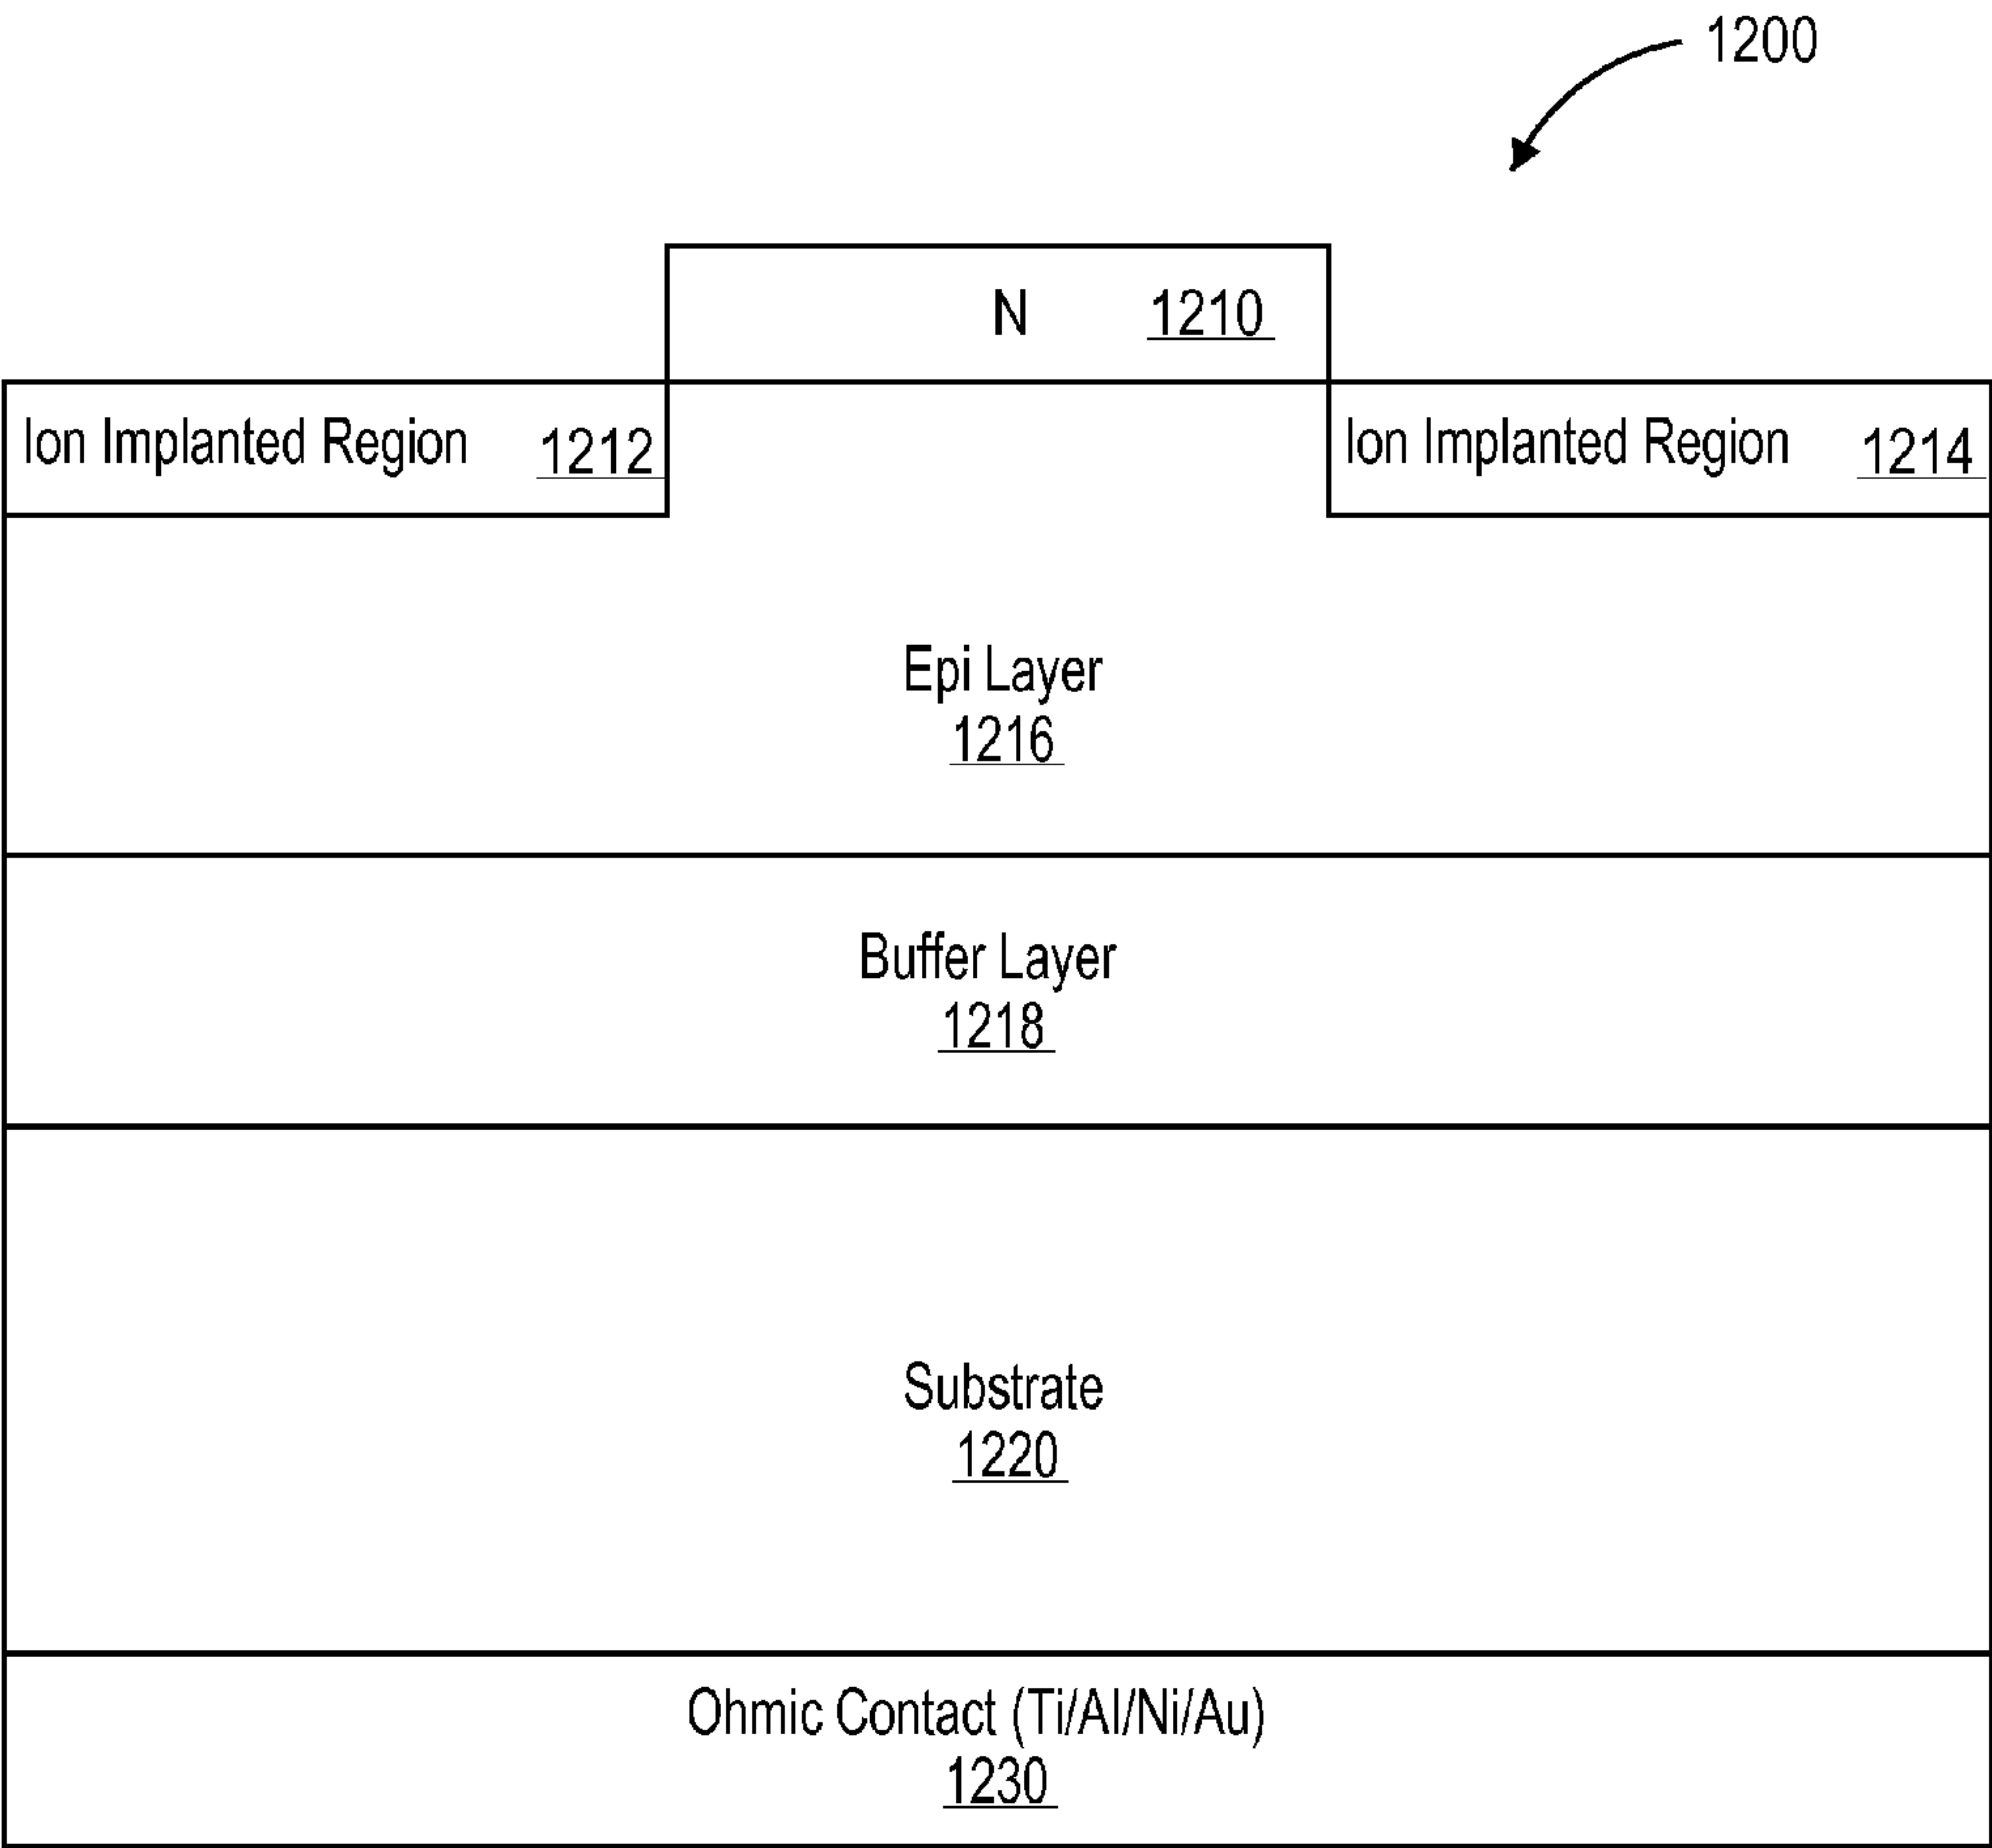 1200
N 1210
Ion Implanted Region 1212
Ion Implanted Region 1214
Epi Layer
1216
Buffer Layer
1218
Substrate
1220
Ohmic Contact (Ti/Al/Ni/Au)
1230